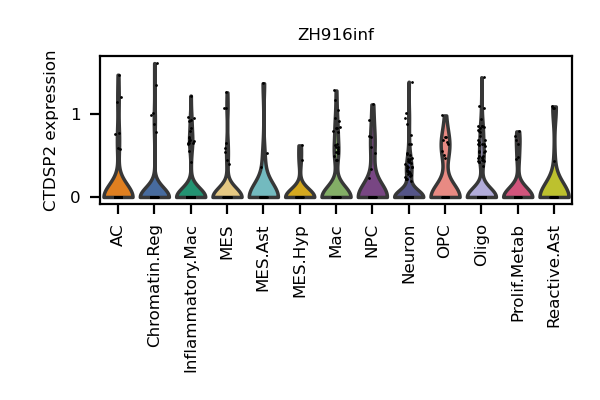 ZH916inf
CTDSP2 expression
1
0
AC
Chromatin.Reg
Inflammatory.Mac
MES
MES.Ast
MES.Hyp
Mac
NPC
Neuron
OPC
Oligo
Prolif.Metab
Reactive.Ast